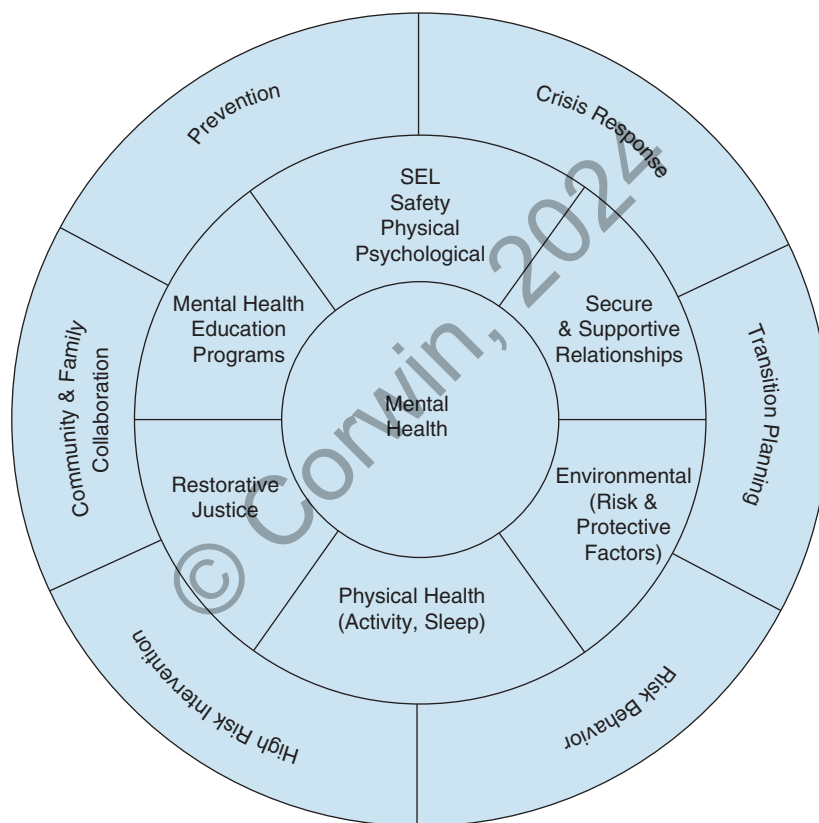 Prevention
Crisis Response
SEL
Safety
Physical
Psychological
Mental Health
Education
Programs
Secure
& Supportive
Relationships
Community & Family
Collaboration
Mental
Health
Transition Planning
Restorative
Justice
Environmental
(Risk &
Protective
Factors)
Physical Health
(Activity, Sleep)
High Risk Intervention
Risk Behavior
© Corwin, 2024